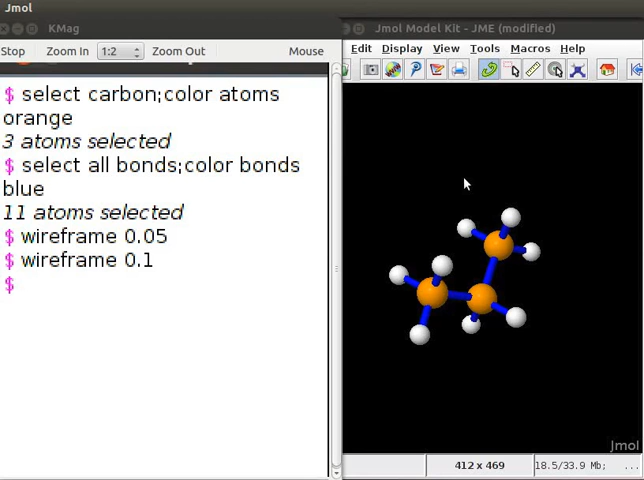 Jmol
KMag
Jmol Model Kit - JME (modified)
Stop Zoom In 1:2 Zoom Out Mouse
Edit Display View Tools Macros Help
$ select carbon;color atoms
orange
3 atoms selected
$ select all bonds;color bonds
blue
11 atoms selected
$ wireframe 0.05
$ wireframe 0.1
$
Jmol
412 x 469
18.5/33.9 Mb; ...